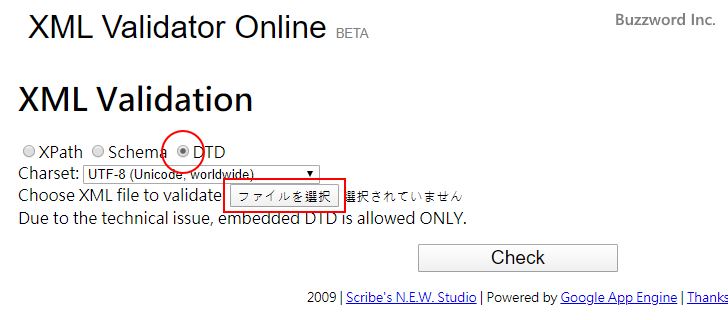 XML Validator Online BETA
Buzzword Inc.
XML Validation
XPath Schema DTD
Charset: UTF-8 (Unicode, worldwide)
Choose XML file to validate ファイルを選択 選択されていません
Due to the technical issue, embedded DTD is allowed ONLY.
Check
2009 | Scribe's N.E.W. Studio | Powered by Google App Engine | Thanks